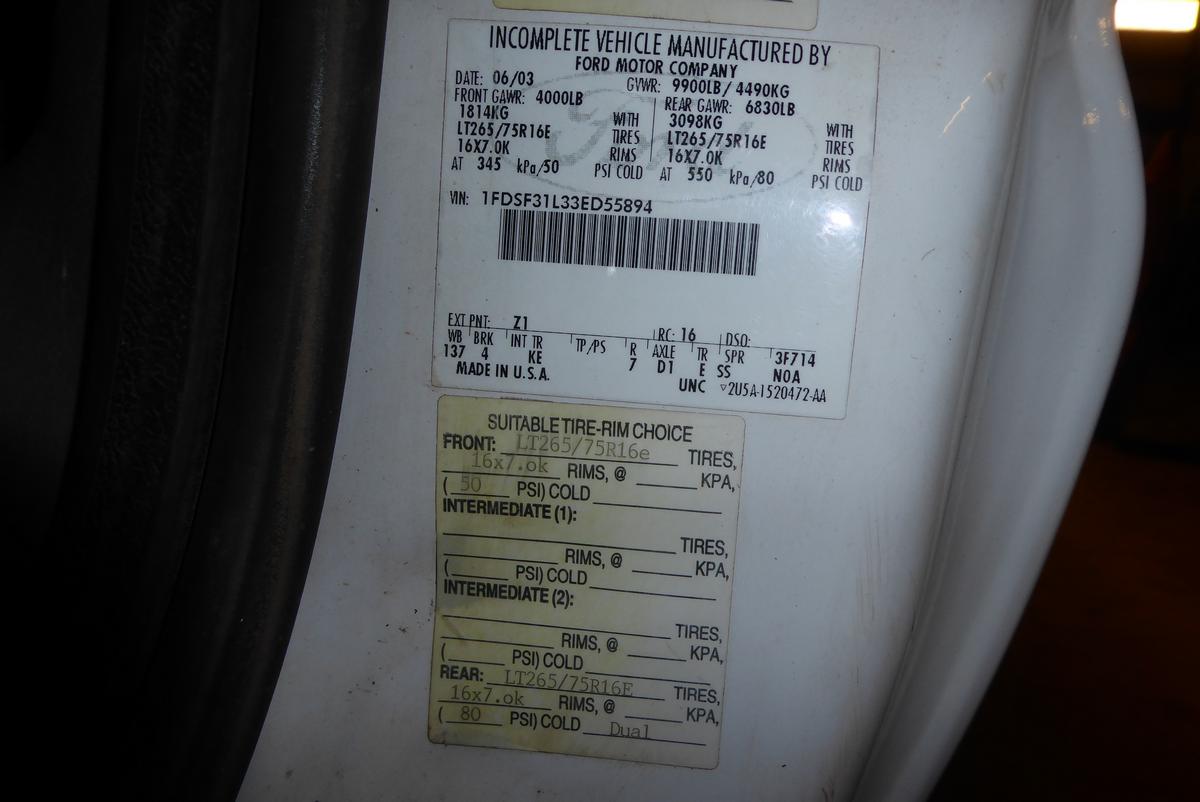 INCOMPLETE VEHICLE MANUFACTURED BY
FORD MOTOR COMPANY
DATE: 06/03 GVWR: 9900LB / 4490KG
FRONT GAWR: 4000LB REAR GAWR: 6830LB
1814KG WITH 3098KG WITH
LT265/75R16E TIRES LT265/75R16E TIRES
16X7.0K RIMS 16X7.0K RIMS
AT 345 kPa/50 PSI COLD AT 550 kPa/80 PSI COLD
VIN: 1FDSF31L33ED55894
EXT PNT: Z1 RC: 16 DSO:
WB BRK INT TR TP/PS R AXLE TR SPR 3F714
137 4 KE 7 D1 E SS N0A
MADE IN U.S.A. UNC ▽2U5A-1520472-AA
SUITABLE TIRE-RIM CHOICE
FRONT: LT265/75R16e TIRES,
16x7.ok RIMS, @ KPA,
( 50 PSI) COLD
INTERMEDIATE (1):
TIRES,
RIMS, @ KPA,
( PSI) COLD
INTERMEDIATE (2):
TIRES,
RIMS, @ KPA,
( PSI) COLD
REAR: LT265/75R16E TIRES,
16x7.ok RIMS, @ KPA,
( 80 PSI) COLD Dual